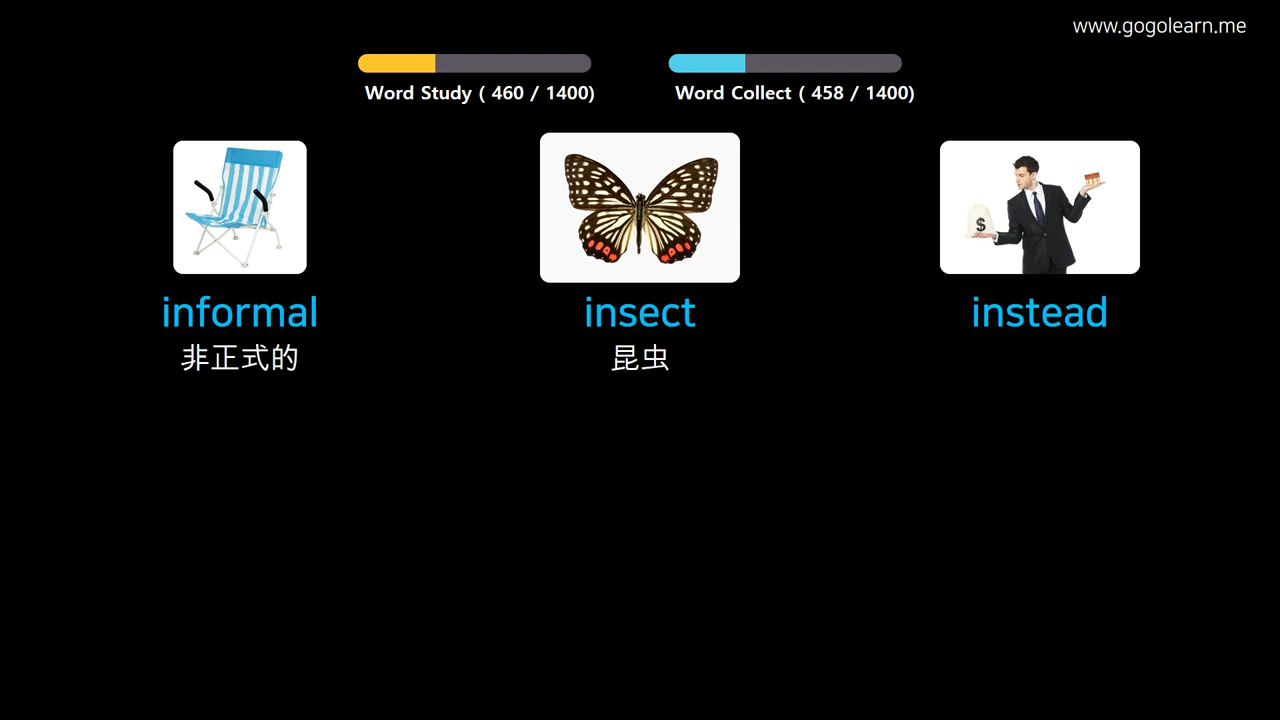 www.gogolearn.me
Word Study ( 460 / 1400)
Word Collect ( 458 / 1400)
$
informal
insect
instead
非正式的
昆虫